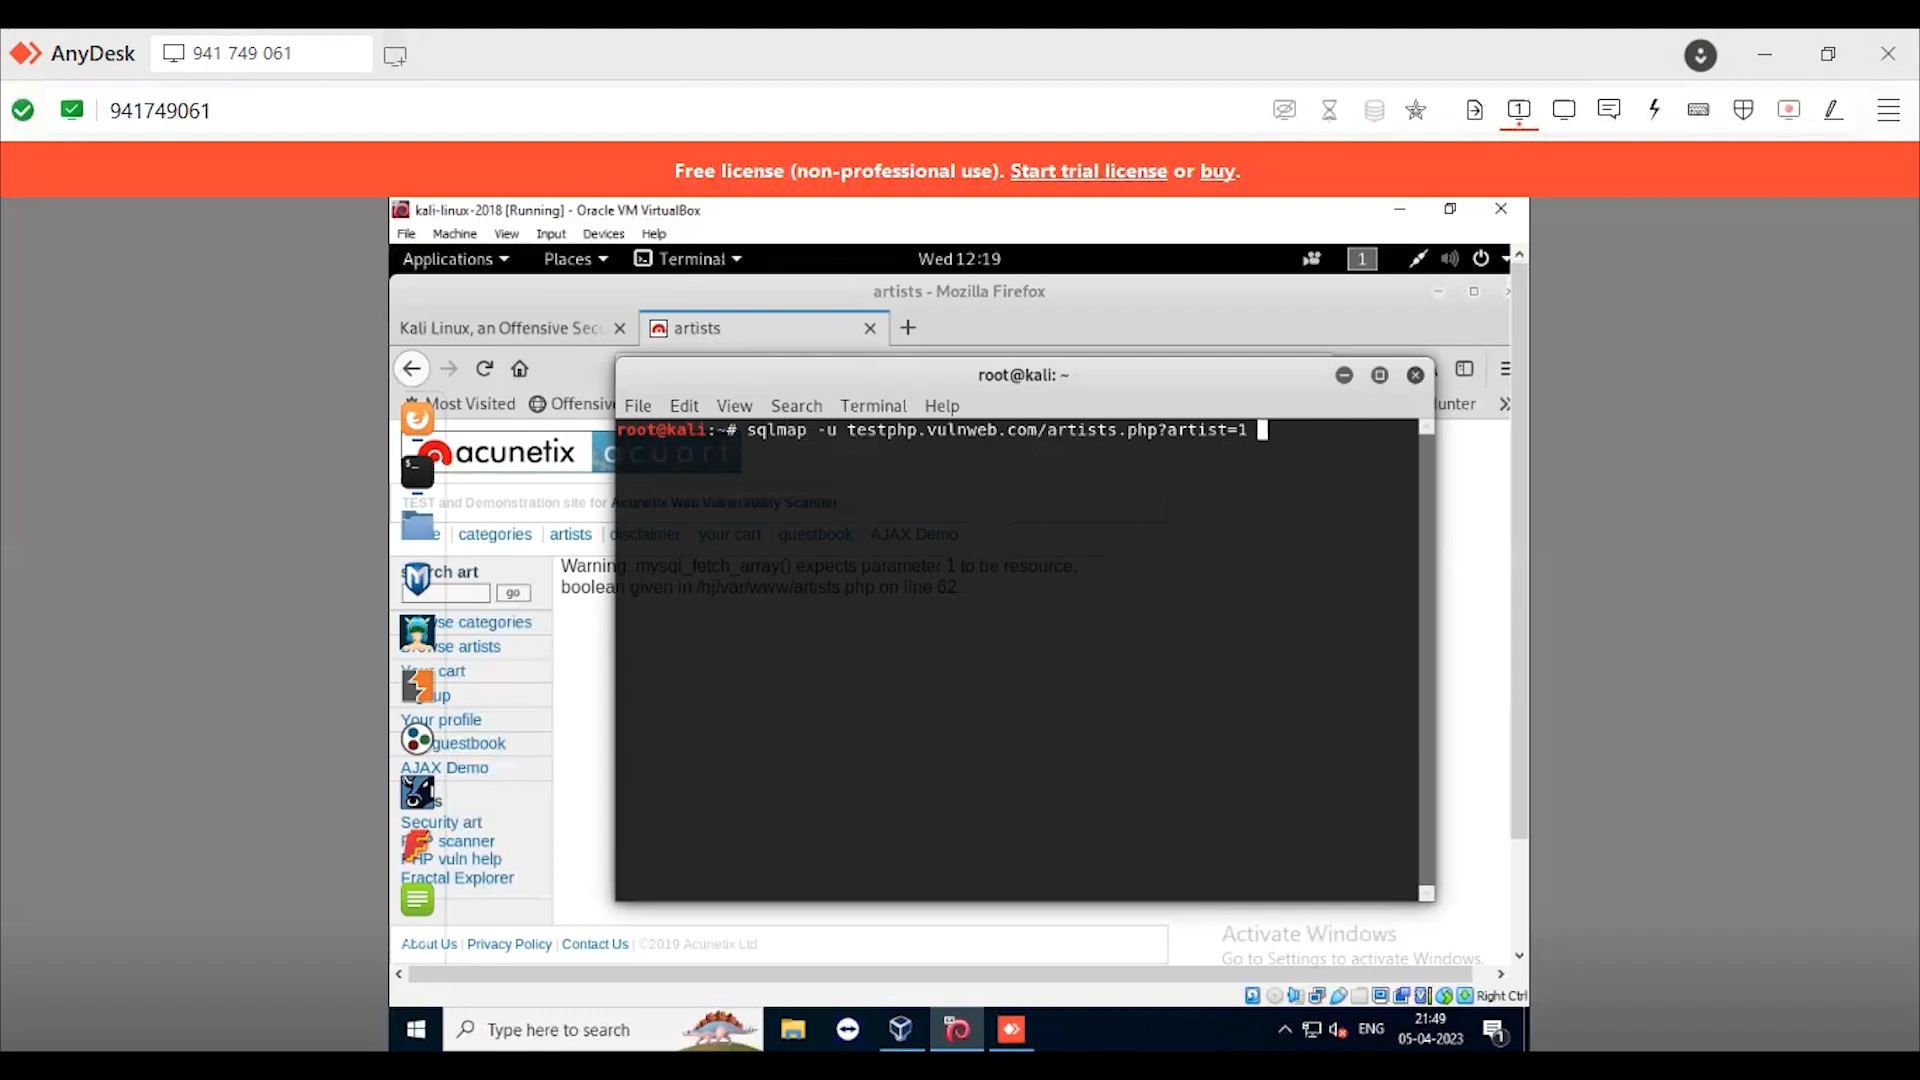 AnyDesk 941 749 061
941749061
Free license (non-professional use). Start trial license or buy.
kali-linux-2018 [Running] - Oracle VM VirtualBox
File Machine View Input Devices Help
Applications Places Terminal Wed 12:19 1
artists - Mozilla Firefox
Kali Linux, an Offensive Sec artists
root@kali: ~
Most Visited Offensiv unter
File Edit View Search Terminal Help
root@kali:~# sqlmap -u testphp.vulnweb.com/artists.php?artist=1
acunetix acuart
TEST and Demonstration site for Acunetix Web Vulnerability Scanner
e categories artists disclaimer your cart guestbook AJAX Demo
Warning: mysql_fetch_array() expects parameter 1 to be resource,
boolean given in /hj/var/www/artists.php on line 62
s rch art
go
se categories
wse artists
cart
up
Your profile
guestbook
AJAX Demo
s
Security art
scanner
PHP vuln help
Fractal Explorer
About Us | Privacy Policy | Contact Us | ©2019 Acunetix Ltd
Activate Windows
Go to Settings to activate Windows.
Right Ctrl
Type here to search
ENG
21:49
05-04-2023
1